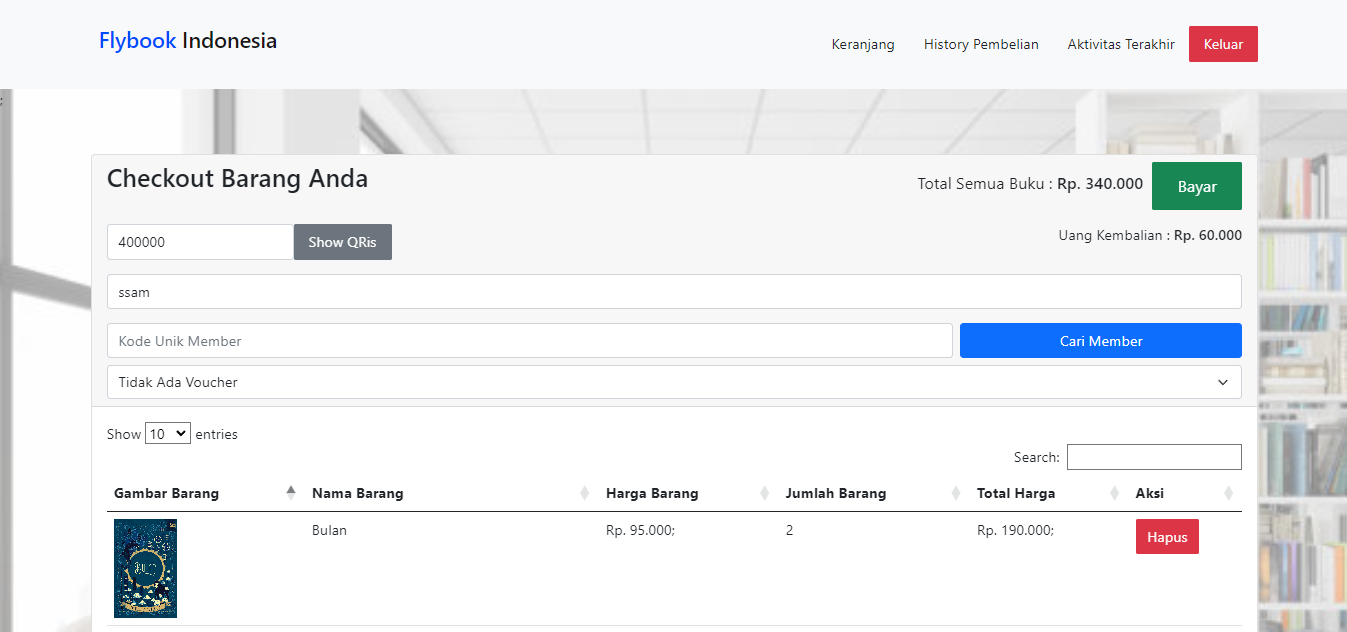 Flybook Indonesia
Keranjang History Pembelian Aktivitas Terakhir Keluar
;
Checkout Barang Anda
Total Semua Buku : Rp. 340.000 Bayar
400000 Show QRis
Uang Kembalian : Rp. 60.000
ssam
Kode Unik Member Cari Member
Tidak Ada Voucher
Show 10 entries
Search:
Gambar Barang Nama Barang Harga Barang Jumlah Barang Total Harga Aksi
Bulan Rp. 95.000; 2 Rp. 190.000; Hapus